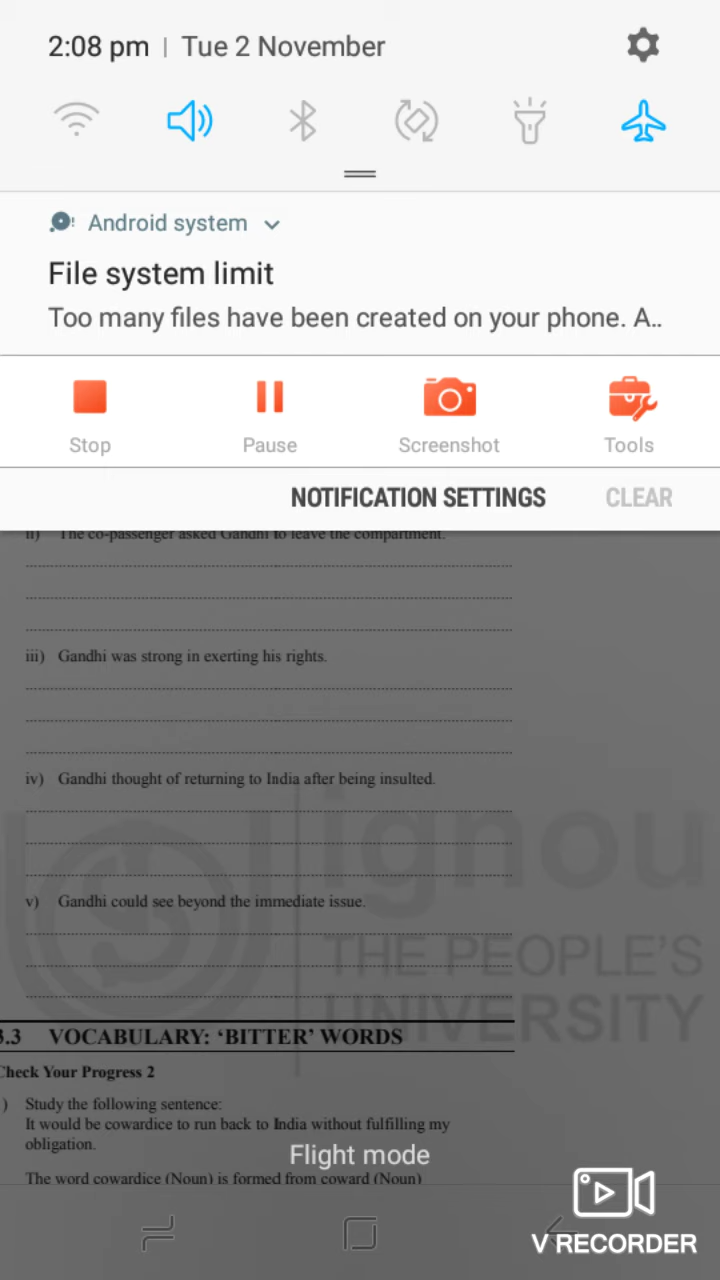 2:08 pm | Tue 2 November
Android system
File system limit
Too many files have been created on your phone. A..
Stop Pause Screenshot Tools
NOTIFICATION SETTINGS CLEAR
ii) The co-passenger asked Gandhi to leave the compartment.
iii) Gandhi was strong in exerting his rights.
iv) Gandhi thought of returning to India after being insulted.
ignou
v) Gandhi could see beyond the immediate issue.
THE PEOPLE'S
UNIVERSITY
3.3 VOCABULARY: ‘BITTER’ WORDS
Check Your Progress 2
) Study the following sentence:
It would be cowardice to run back to India without fulfilling my
obligation.
Flight mode
The word cowardice (Noun) is formed from coward (Noun)
V RECORDER